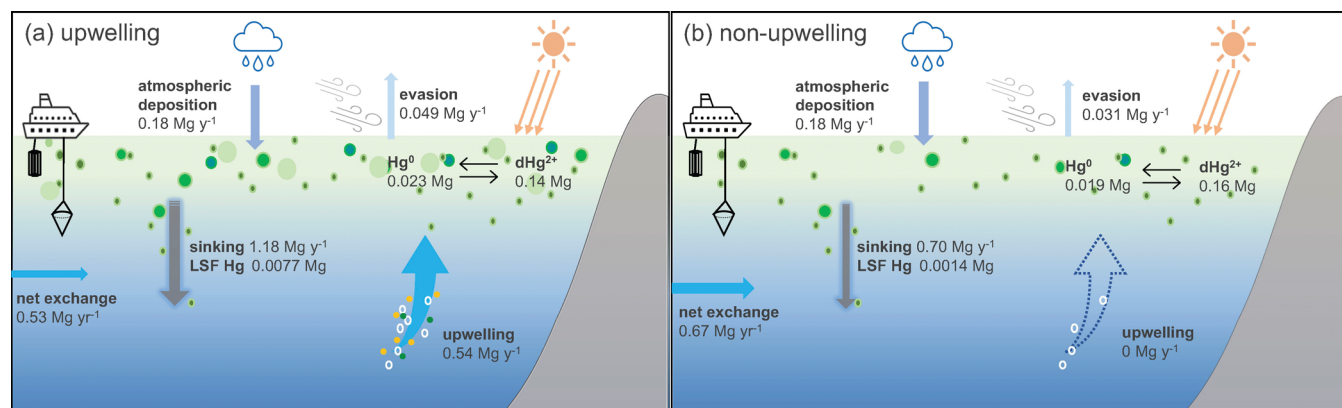 (a) upwelling
atmospheric
deposition
0.18 Mg y⁻¹
evasion
0.049 Mg y⁻¹
Hg⁰
0.023 Mg
dHg²⁺
0.14 Mg
sinking 1.18 Mg y⁻¹
LSF Hg 0.0077 Mg
net exchange
0.53 Mg yr⁻¹
upwelling
0.54 Mg y⁻¹
(b) non-upwelling
atmospheric
deposition
0.18 Mg y⁻¹
evasion
0.031 Mg y⁻¹
Hg⁰
0.019 Mg
dHg²⁺
0.16 Mg
sinking 0.70 Mg y⁻¹
LSF Hg 0.0014 Mg
net exchange
0.67 Mg yr⁻¹
upwelling
0 Mg y⁻¹